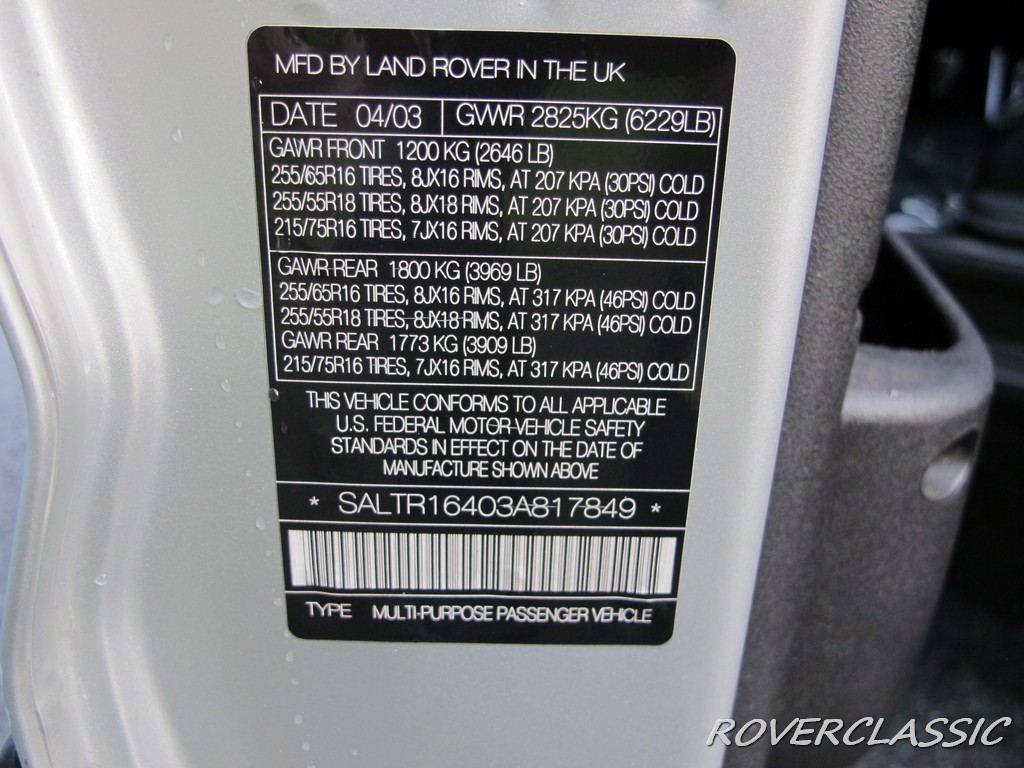 MFD BY LAND ROVER IN THE UK
DATE 04/03 GVWR 2825KG (6229LB)
GAWR FRONT 1200 KG (2646 LB)
255/65R16 TIRES, 8JX16 RIMS, AT 207 KPA (30PSI) COLD
255/55R18 TIRES, 8JX18 RIMS, AT 207 KPA (30PSI) COLD
215/75R16 TIRES, 7JX16 RIMS, AT 207 KPA (30PSI) COLD
GAWR REAR 1800 KG (3969 LB)
255/65R16 TIRES, 8JX16 RIMS, AT 317 KPA (46PSI) COLD
255/55R18 TIRES, 8JX18 RIMS, AT 317 KPA (46PSI) COLD
GAWR REAR 1773 KG (3909 LB)
215/75R16 TIRES, 7JX16 RIMS, AT 317 KPA (46PSI) COLD
THIS VEHICLE CONFORMS TO ALL APPLICABLE
U.S. FEDERAL MOTOR-VEHICLE SAFETY
STANDARDS IN EFFECT ON THE DATE OF
MANUFACTURE SHOWN ABOVE
* SALTR16403A817849 *
TYPE MULTI-PURPOSE PASSENGER VEHICLE
ROVERCLASSIC